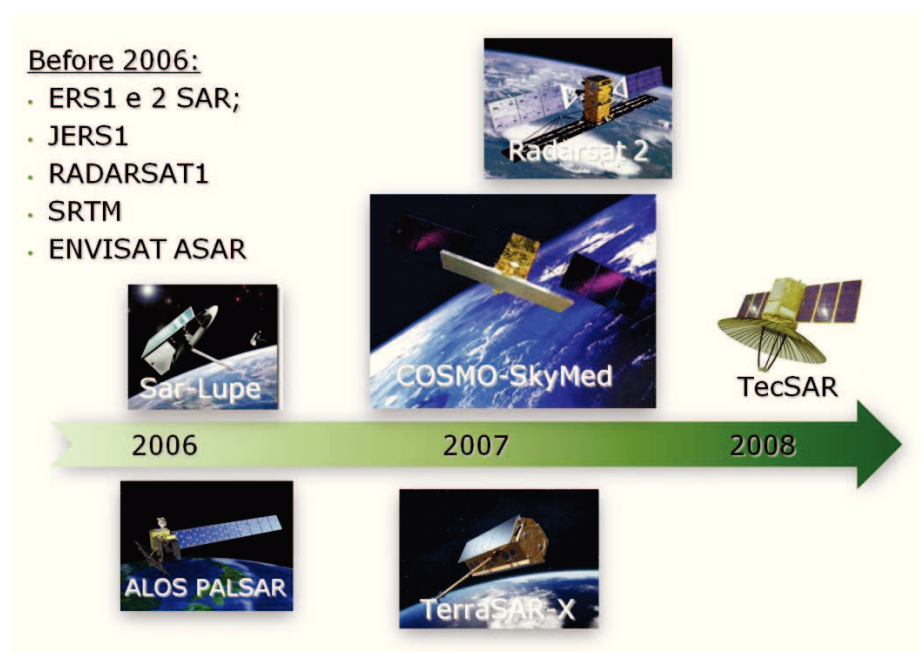 Before 2006:
· ERS1 e 2 SAR;
· JERS1
· RADARSAT1
· SRTM
· ENVISAT ASAR
Radarsat 2
Sar-Lupe
COSMO-SkyMed
TecSAR
2006
2007
2008
ALOS PALSAR
TerraSAR-X